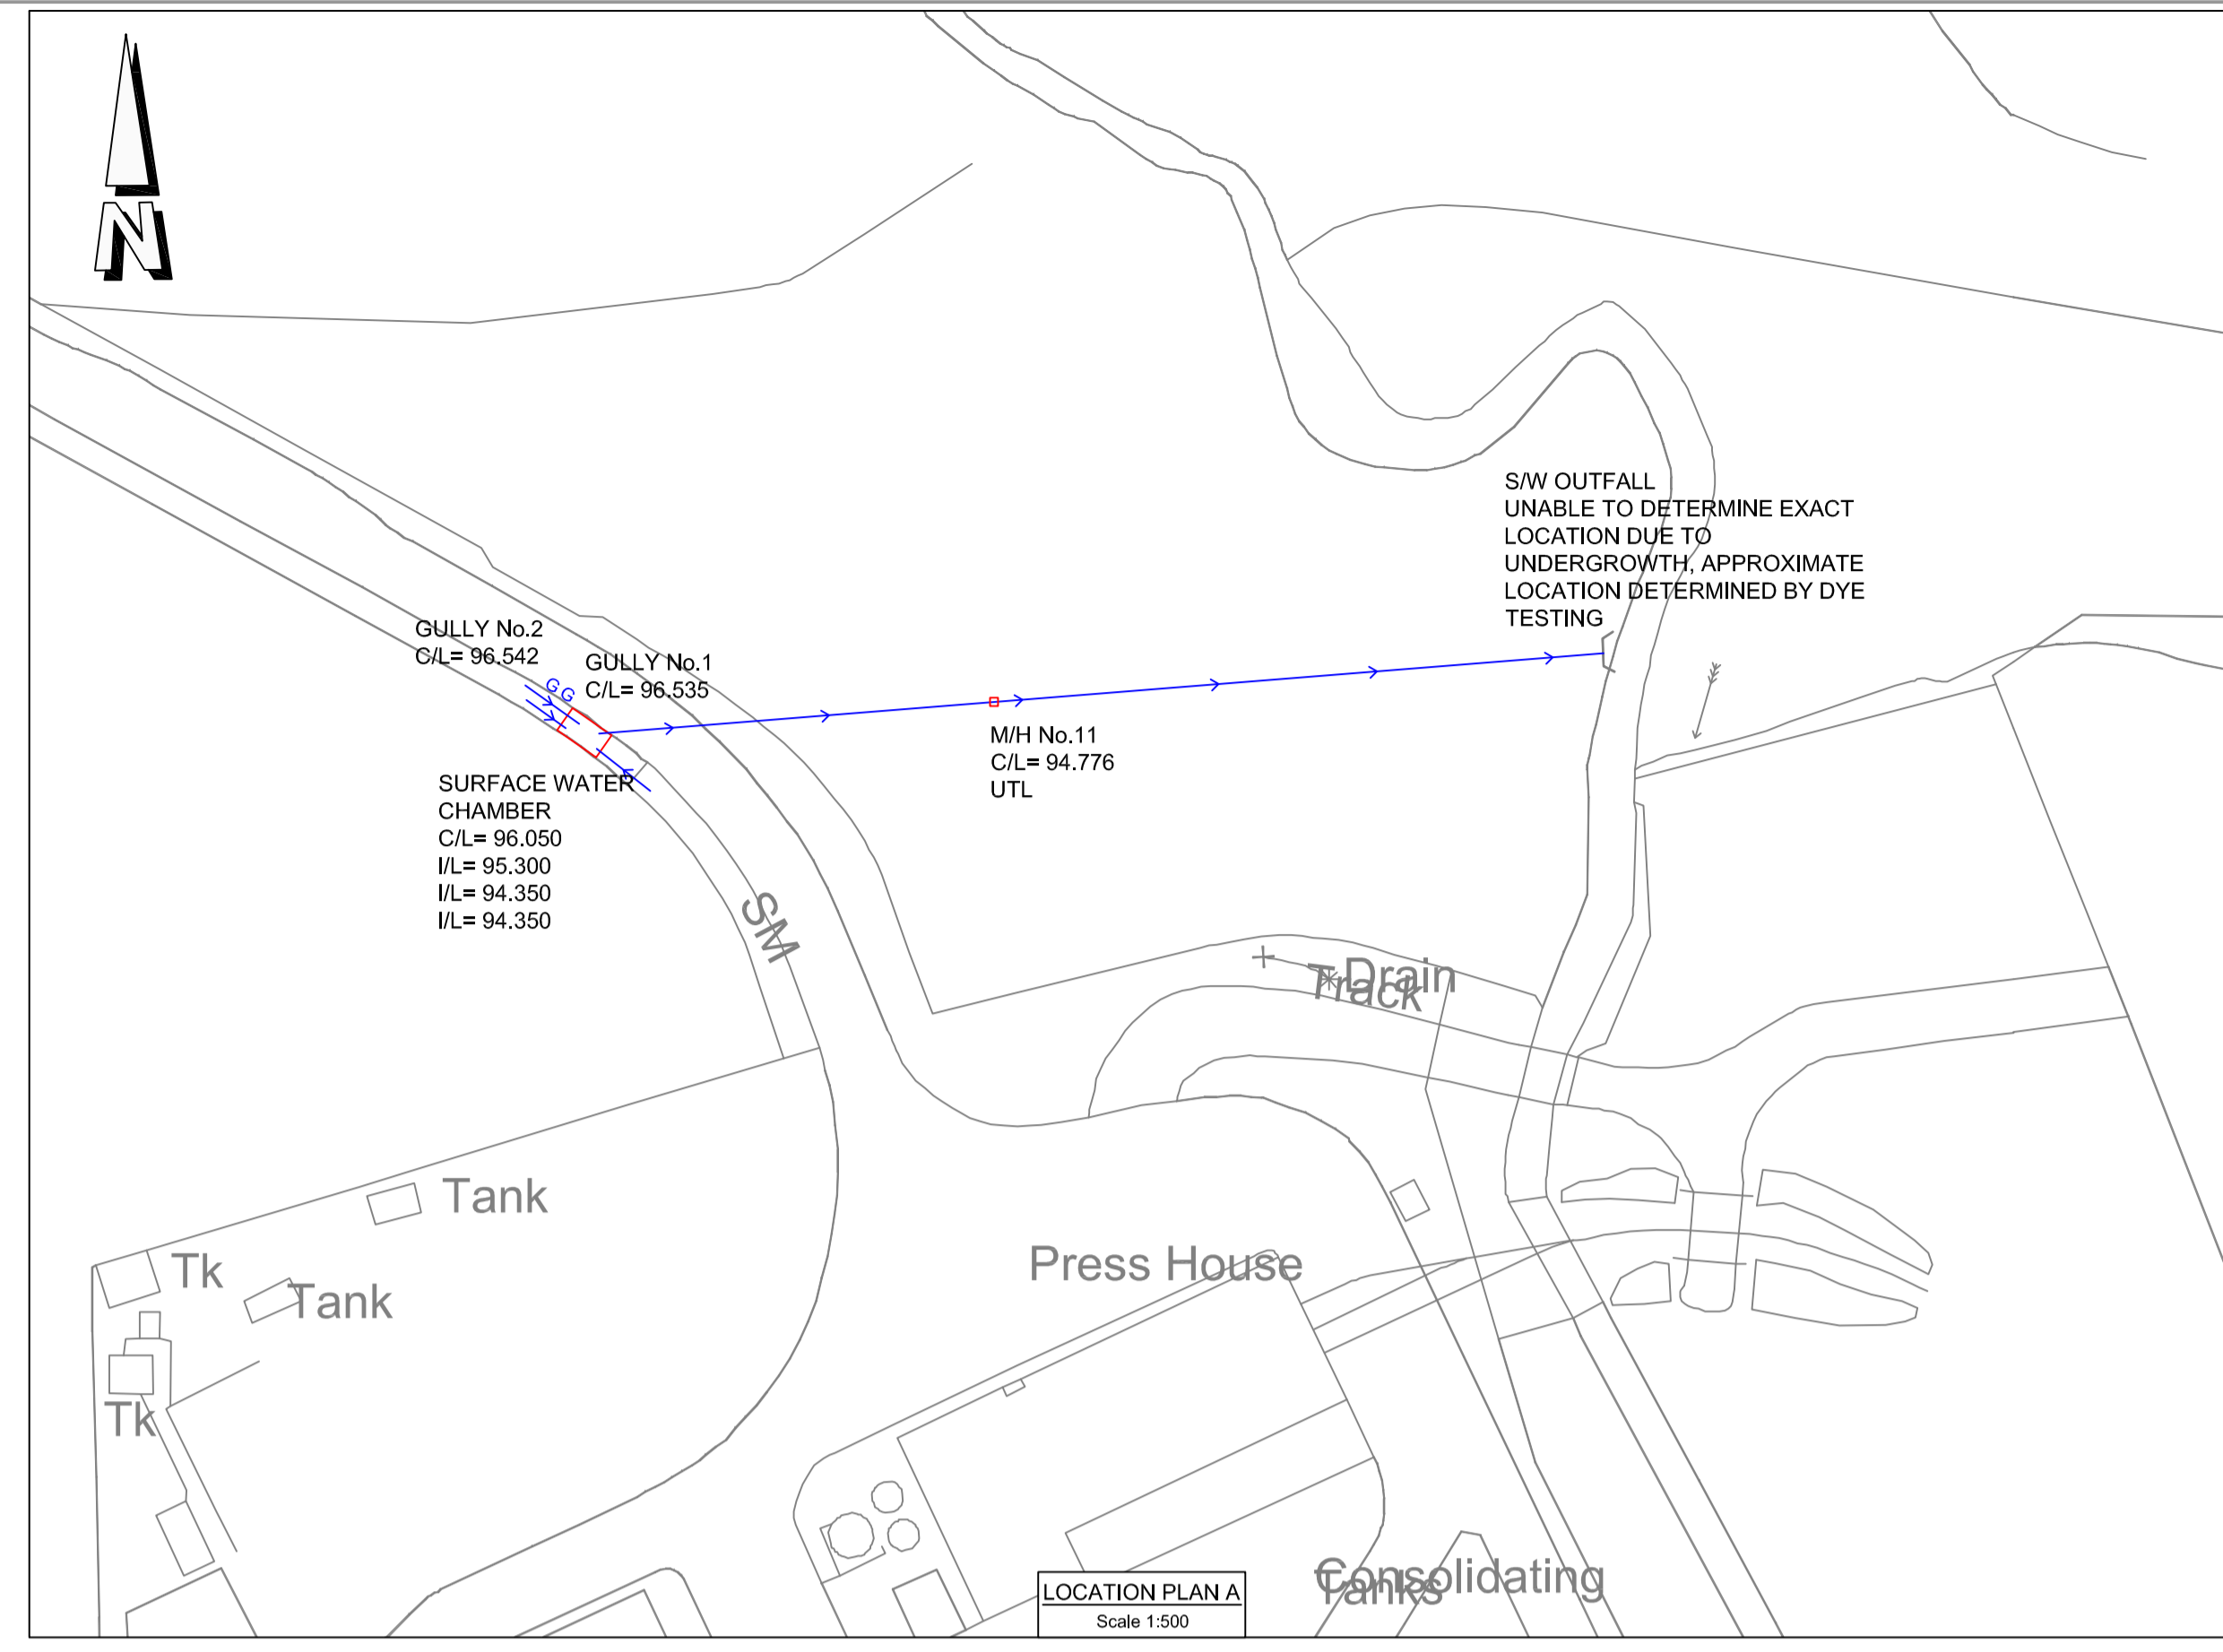 N
S/W OUTFALL
UNABLE TO DETERMINE EXACT
LOCATION DUE TO
UNDERGROWTH, APPROXIMATE
LOCATION DETERMINED BY DYE
TESTING
GULLY No.2
C/L= 96.542
GULLY No.1
C/L= 96.535
G G
M/H No.11
C/L= 94.776
UTL
SURFACE WATER
CHAMBER
C/L= 96.050
I/L= 95.300
I/L= 94.350
I/L= 94.350
SM
Drain
Track
Tank
Tk
Tank
Press House
Tk
Consolidating
Tanks
LOCATION PLAN A
Scale 1:500